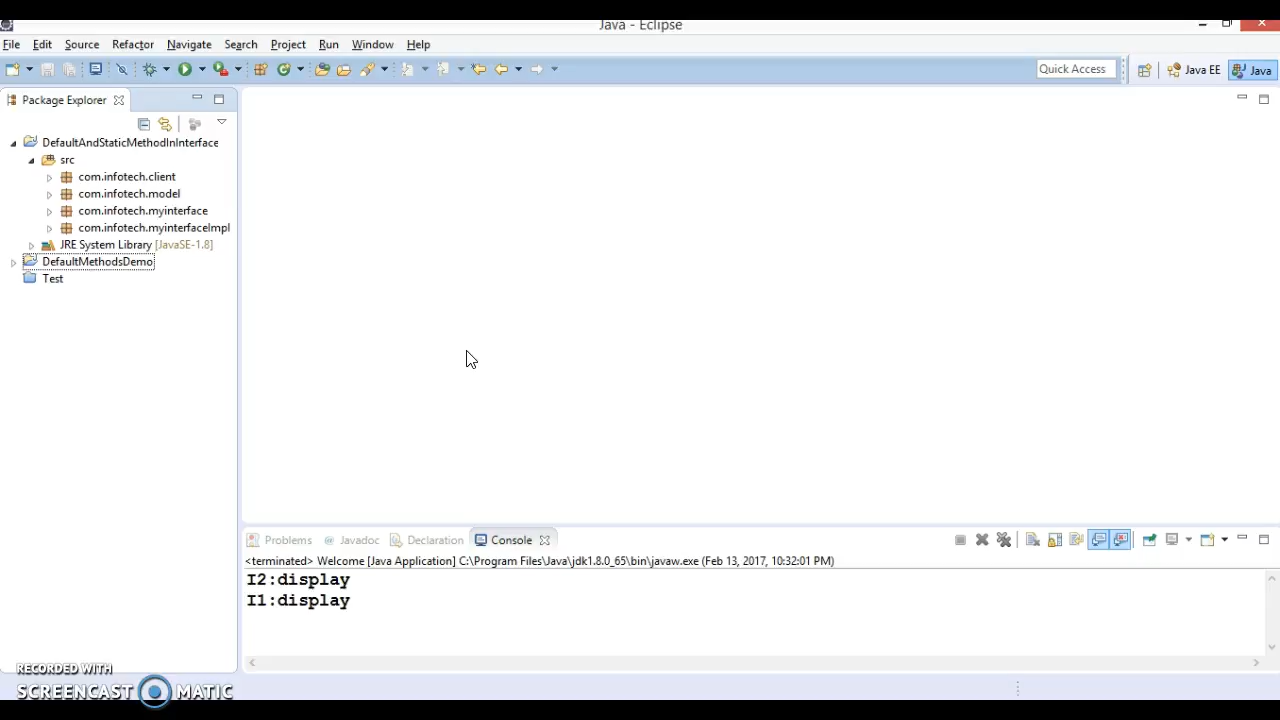 Java - Eclipse
File Edit Source Refactor Navigate Search Project Run Window Help
Quick Access Java EE Java
Package Explorer
DefaultAndStaticMethodInInterface
src
com.infotech.client
com.infotech.model
com.infotech.myinterface
com.infotech.myinterfaceImpl
JRE System Library [JavaSE-1.8]
DefaultMethodsDemo
Test
Problems Javadoc Declaration Console
<terminated> Welcome [Java Application] C:\Program Files\Java\jdk1.8.0_65\bin\javaw.exe (Feb 13, 2017, 10:32:01 PM)
I2:display
I1:display
RECORDED WITH
SCREENCAST MATIC